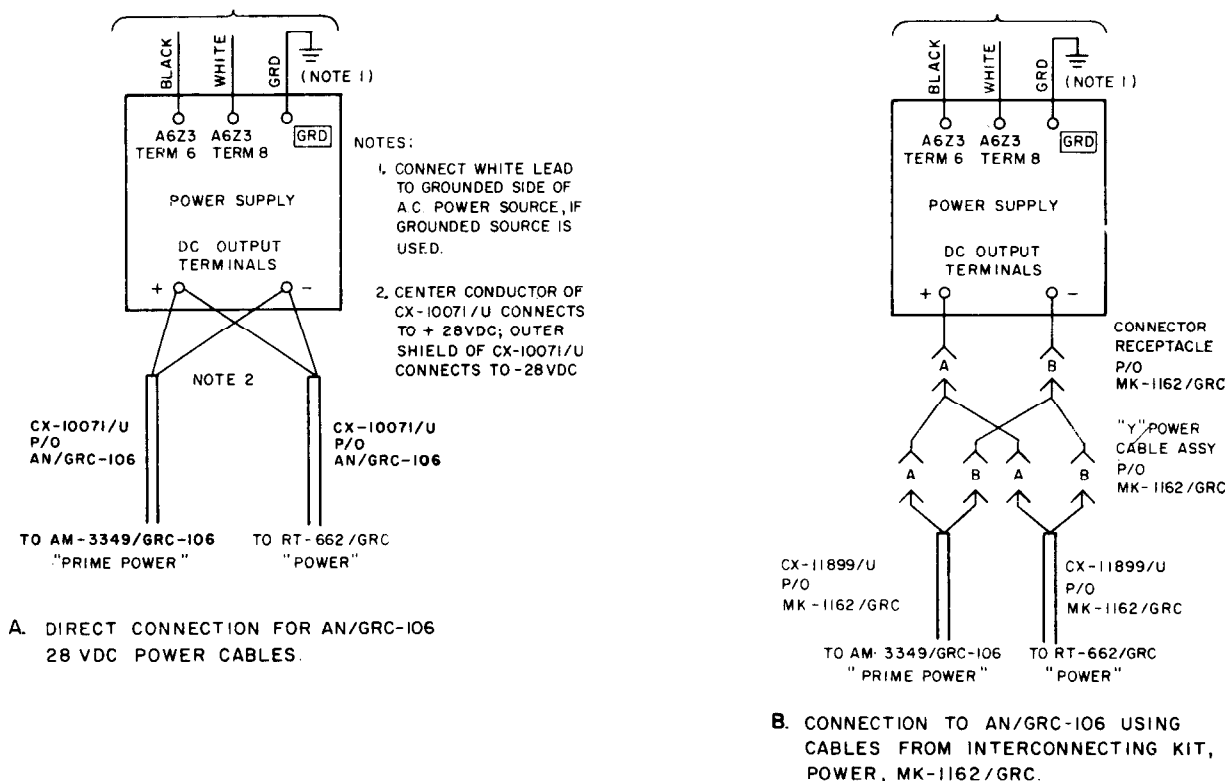 BLACK
WHITE
GRD
(NOTE 1)
A6Z3
TERM 6
A6Z3
TERM 8
GRD
POWER SUPPLY
DC OUTPUT
TERMINALS
+
-
NOTES:
1. CONNECT WHITE LEAD
TO GROUNDED SIDE OF
A.C. POWER SOURCE, IF
GROUNDED SOURCE IS
USED.
2. CENTER CONDUCTOR OF
CX-10071/U CONNECTS
TO + 28VDC; OUTER
SHIELD OF CX-10071/U
CONNECTS TO -28VDC
NOTE 2
CX-10071/U
P/O
AN/GRC-106
CX-10071/U
P/O
AN/GRC-106
TO AM-3349/GRC-106
"PRIME POWER"
TO RT-662/GRC
"POWER"
A. DIRECT CONNECTION FOR AN/GRC-106
28 VDC POWER CABLES.
BLACK
WHITE
GRD
(NOTE 1)
A6Z3
TERM 6
A6Z3
TERM 8
GRD
POWER SUPPLY
DC OUTPUT
TERMINALS
+
-
CONNECTOR
RECEPTACLE
P/O
MK-1162/GRC
A
B
"Y" POWER
CABLE ASSY
P/O
MK-1162/GRC
A
B
A
B
CX-11899/U
P/O
MK-1162/GRC
CX-11899/U
P/O
MK-1162/GRC
TO AM-3349/GRC-106
"PRIME POWER"
TO RT-662/GRC
"POWER"
B. CONNECTION TO AN/GRC-106 USING
CABLES FROM INTERCONNECTING KIT,
POWER, MK-1162/GRC.